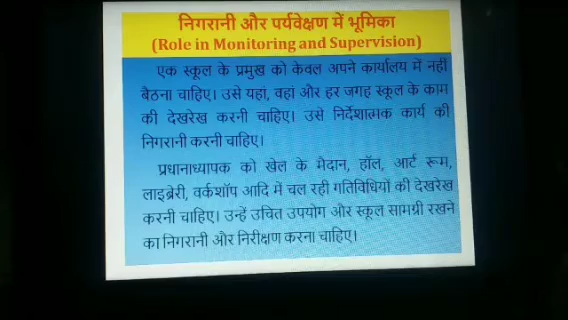 निगरानी और पर्यवेक्षण में भूमिका
(Role in Monitoring and Supervision)
एक स्कूल के प्रमुख को केवल अपने कार्यालय में नहीं
बैठना चाहिए। उसे यहां, वहां और हर जगह स्कूल के काम
की देखरेख करनी चाहिए। उसे निर्देशात्मक कार्य की
निगरानी करनी चाहिए।
प्रधानाध्यापक को खेल के मैदान, हॉल, आर्ट रूम,
लाइब्रेरी, वर्कशॉप आदि में चल रही गतिविधियों की देखरेख
करनी चाहिए। उन्हें उचित उपयोग और स्कूल सामग्री रखने
का निगरानी और निरीक्षण करना चाहिए।